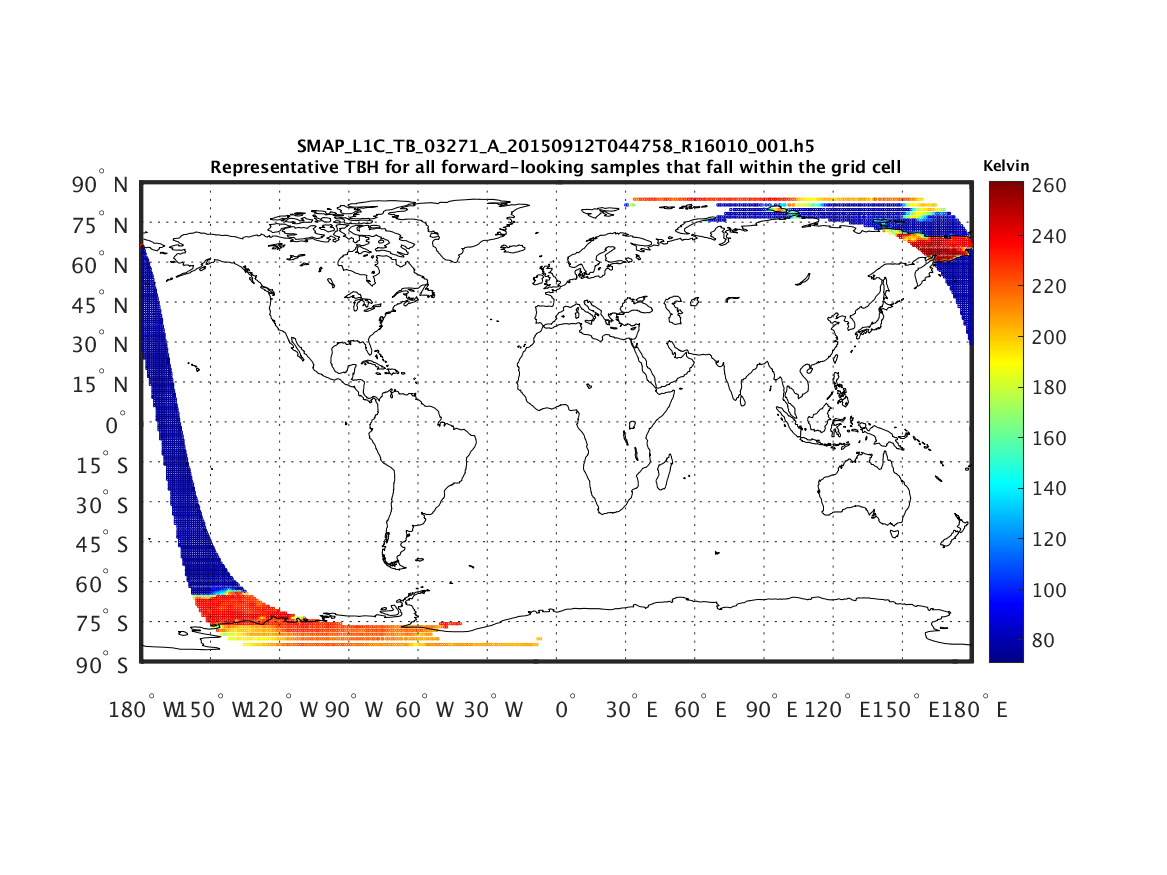 SMAP_L1C_TB_03271_A_20150912T044758_R16010_001.h5
Representative TBH for all forward-looking samples that fall within the grid cell
Kelvin
90° N
75° N
60° N
45° N
30° N
15° N
0°
15° S
30° S
45° S
60° S
75° S
90° S
180° W 150° W 120° W 90° W 60° W 30° W 0° 30° E 60° E 90° E 120° E 150° E 180° E
260
240
220
200
180
160
140
120
100
80